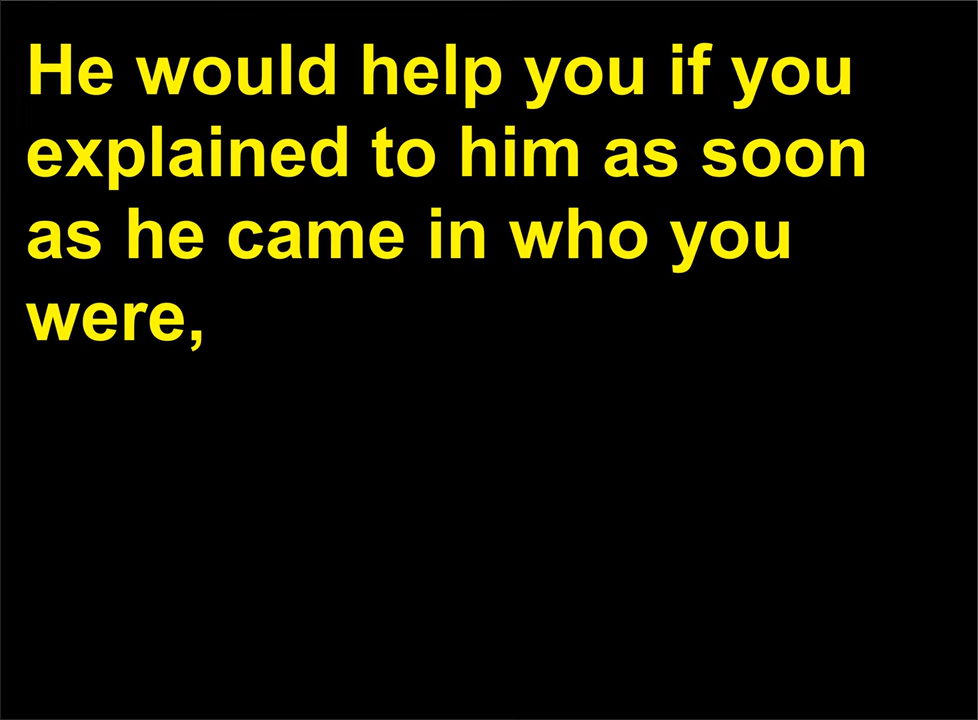 He would help you if you
explained to him as soon
as he came in who you
were,